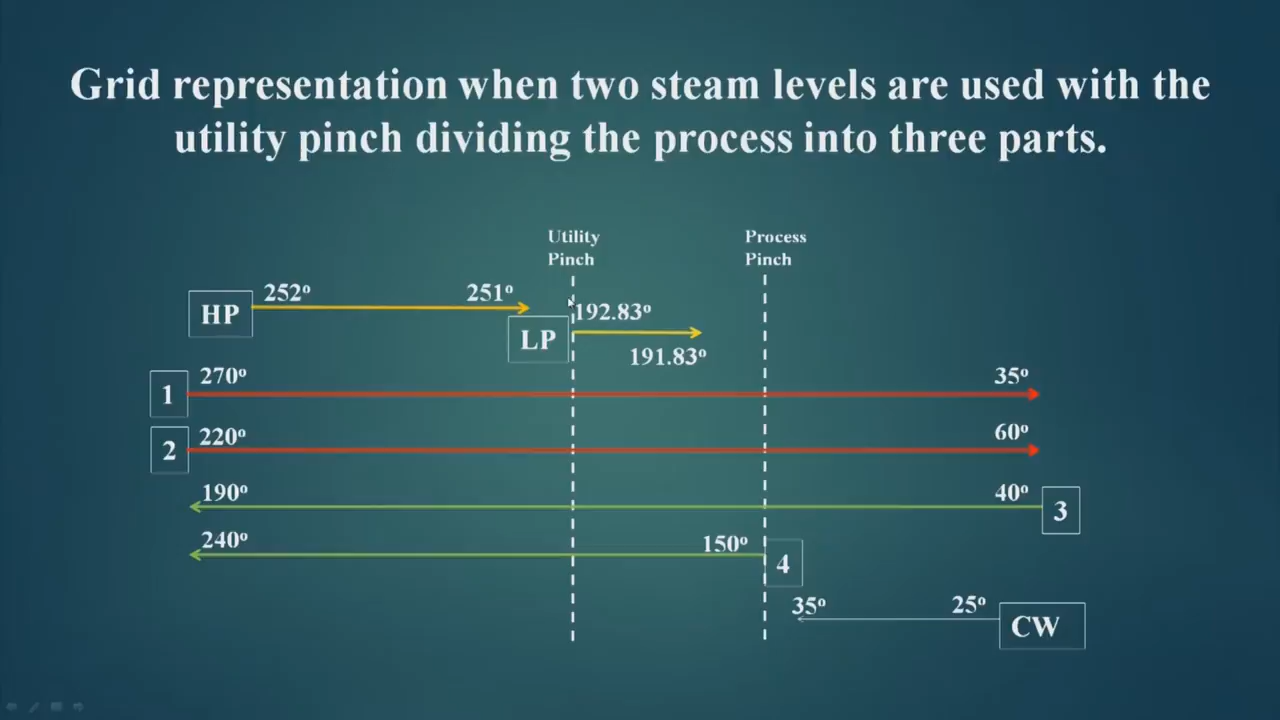 Grid representation when two steam levels are used with the
utility pinch dividing the process into three parts.
Utility
Pinch
Process
Pinch
HP
252º
251º
LP
192.83º
191.83º
1
270º
35º
2
220º
60º
190º
40º
3
240º
150º
4
35º
25º
CW